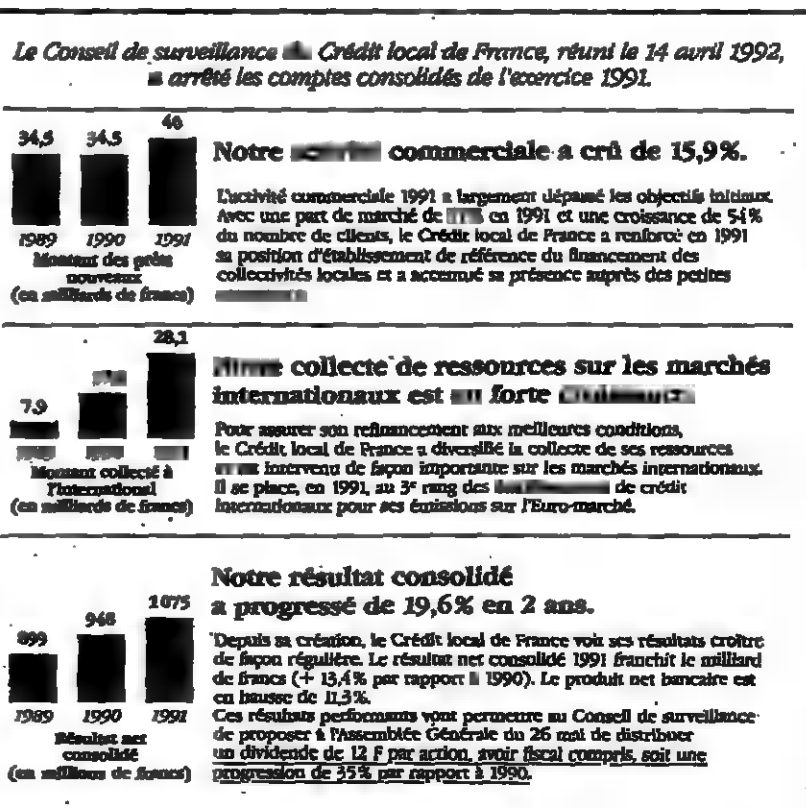 Le Conseil de surveillance Crédit local de France, réuni le 14 avril 1992,
a arrêté les comptes consolidés de l'exercice 1991.
34,5 34,5 40
1989 1990 1991
Montant des prêts
nouveaux
(en milliards de francs)
Notre commerciale a crû de 15,9%.
L'activité commerciale 1991 a largement dépassé les objectifs initiaux.
Avec une part de marché de en 1991 et une croissance de 54%
du nombre de clients, le Crédit local de France a renforcé en 1991
sa position d'établissement de référence du financement des
collectivités locales et a accentué sa présence auprès des petites
7,9 28,1
Montant collecté à
l'international
(en milliards de francs)
collecte de ressources sur les marchés
internationaux est en forte
Pour assurer son refinancement aux meilleures conditions,
le Crédit local de France a diversifié la collecte de ses ressources
intervenu de façon importante sur les marchés internationaux.
Il se place, en 1991, au 3e rang des de crédit
internationaux pour ses émissions sur l'Euro-marché.
899 948 1075
1989 1990 1991
Résultat net
consolidé
(en millions de francs)
Notre résultat consolidé
a progressé de 19,6% en 2 ans.
Depuis sa création, le Crédit local de France voit ses résultats croître
de façon régulière. Le résultat net consolidé 1991 franchit le milliard
de francs (+ 13,4% par rapport à 1990). Le produit net bancaire est
en hausse de 11,3%.
Ces résultats performants vont permettre au Conseil de surveillance
de proposer à l'Assemblée Générale du 26 mai de distribuer
un dividende de 12 F par action, avoir fiscal compris, soit une
progression de 35% par rapport à 1990.